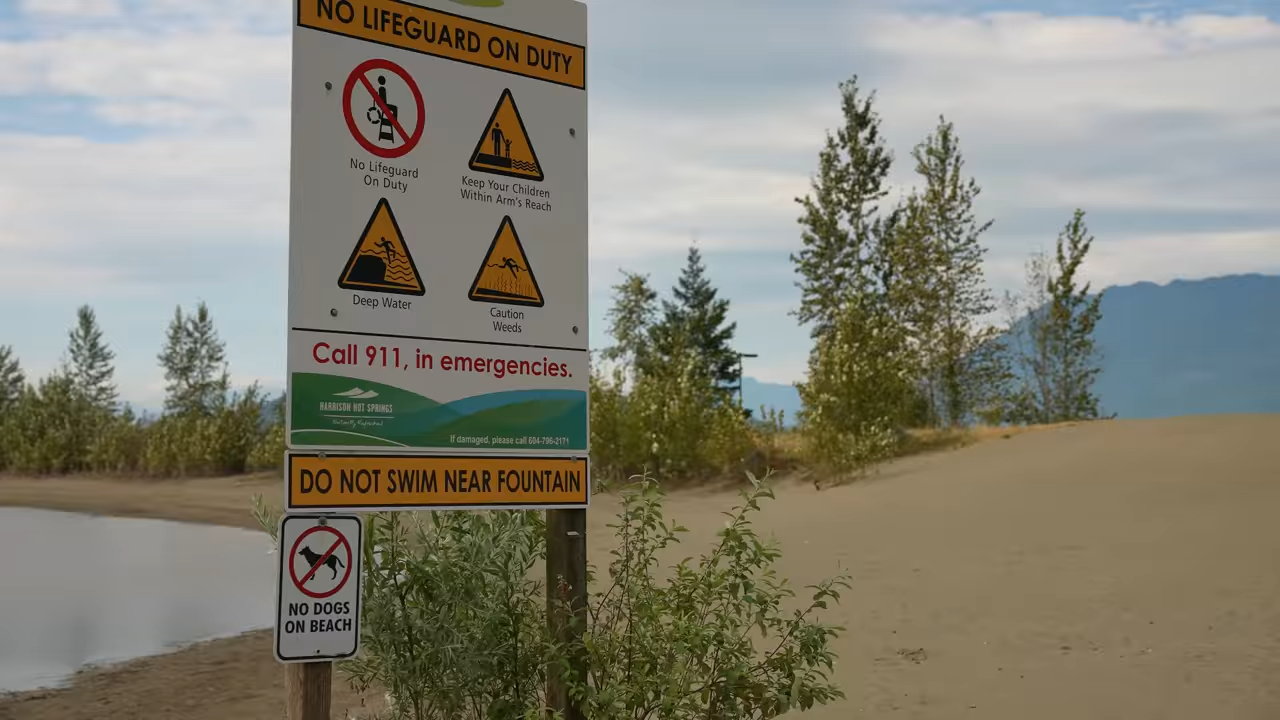 NO LIFEGUARD ON DUTY
No Lifeguard
On Duty
Keep Your Children
Within Arm's Reach
Deep Water
Caution
Weeds
Call 911, in emergencies.
HARRISON HOT SPRINGS
Naturally Refreshed
If damaged, please call 604-796-2171
DO NOT SWIM NEAR FOUNTAIN
NO DOGS
ON BEACH